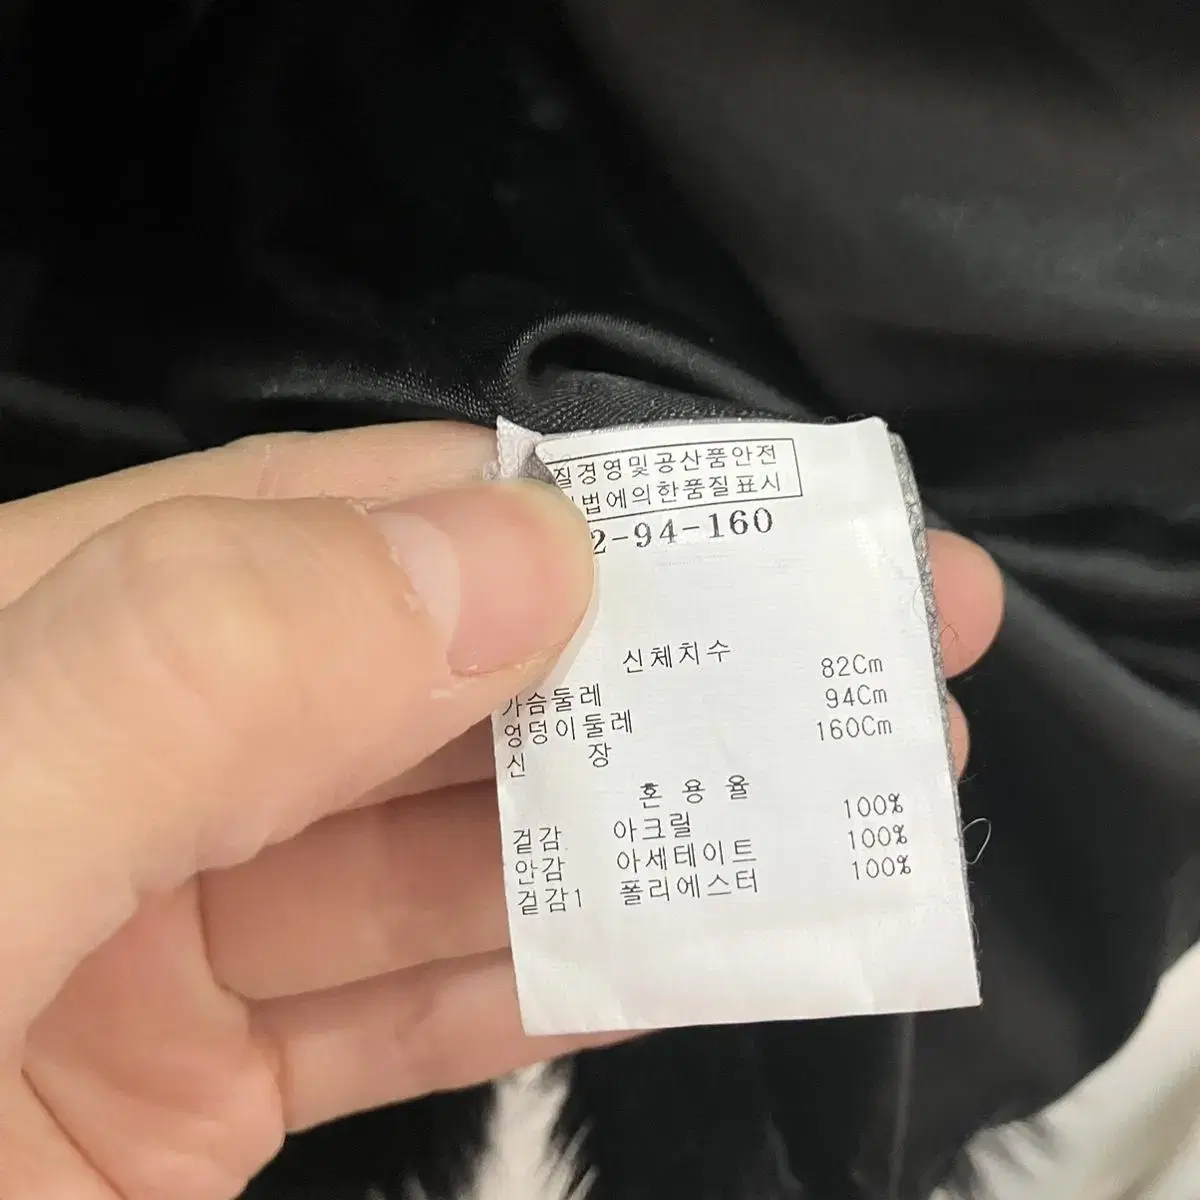 질경영및공산품안전
법에의한품질표시
2-94-160
신체치수
가슴둘레 82Cm
엉덩이둘레 94Cm
신 장 160Cm
혼 용 율
겉감 아크릴 100%
안감 아세테이트 100%
겉감1 폴리에스터 100%